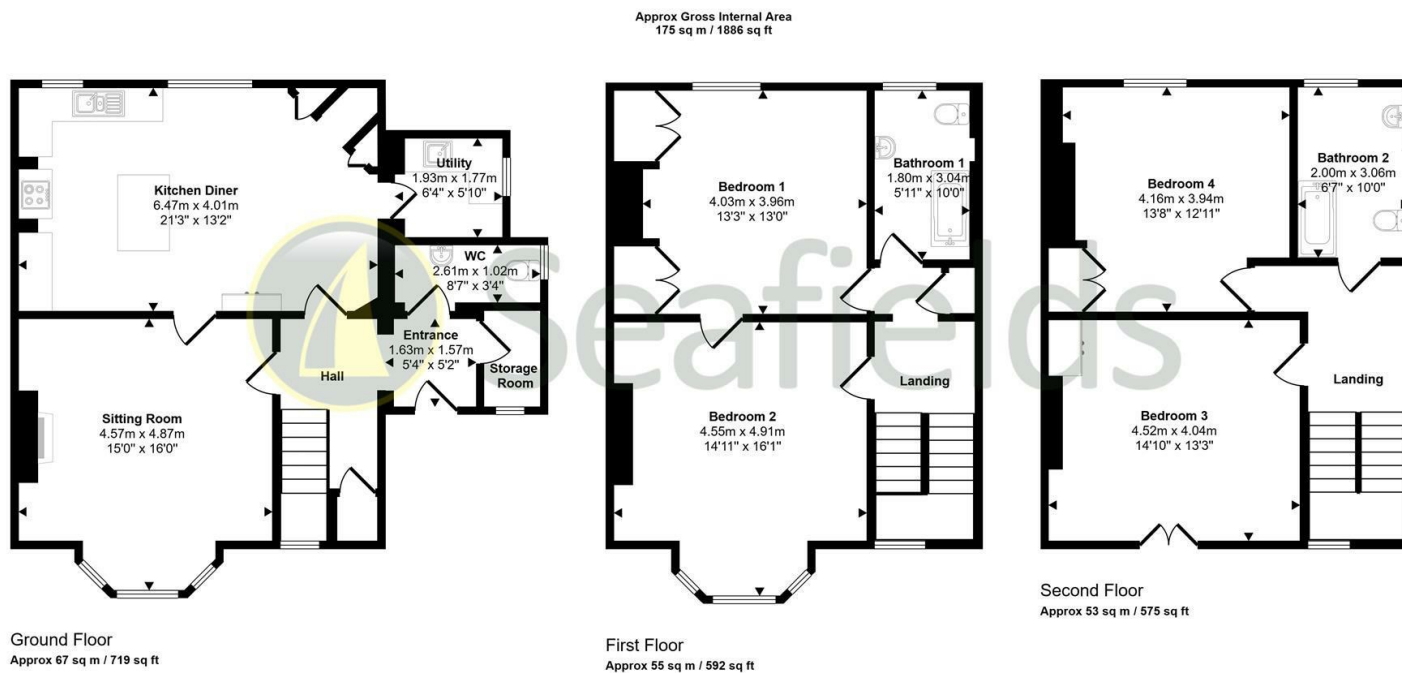 Approx Gross Internal Area
175 sq m / 1886 sq ft
Kitchen Diner
6.47m x 4.01m
21'3" x 13'2"
Utility
1.93m x 1.77m
6'4" x 5'10"
WC
2.61m x 1.02m
8'7" x 3'4"
Entrance
1.63m x 1.57m
5'4" x 5'2"
Storage
Room
Hall
Sitting Room
4.57m x 4.87m
15'0" x 16'0"
Ground Floor
Approx 67 sq m / 719 sq ft
Bedroom 1
4.03m x 3.96m
13'3" x 13'0"
Bathroom 1
1.80m x 3.04m
5'11" x 10'0"
Bedroom 2
4.55m x 4.91m
14'11" x 16'1"
Landing
First Floor
Approx 55 sq m / 592 sq ft
Bedroom 4
4.16m x 3.94m
13'8" x 12'11"
Bathroom 2
2.00m x 3.06m
6'7" x 10'0"
Bedroom 3
4.52m x 4.04m
14'10" x 13'3"
Landing
Second Floor
Approx 53 sq m / 575 sq ft
Seafields